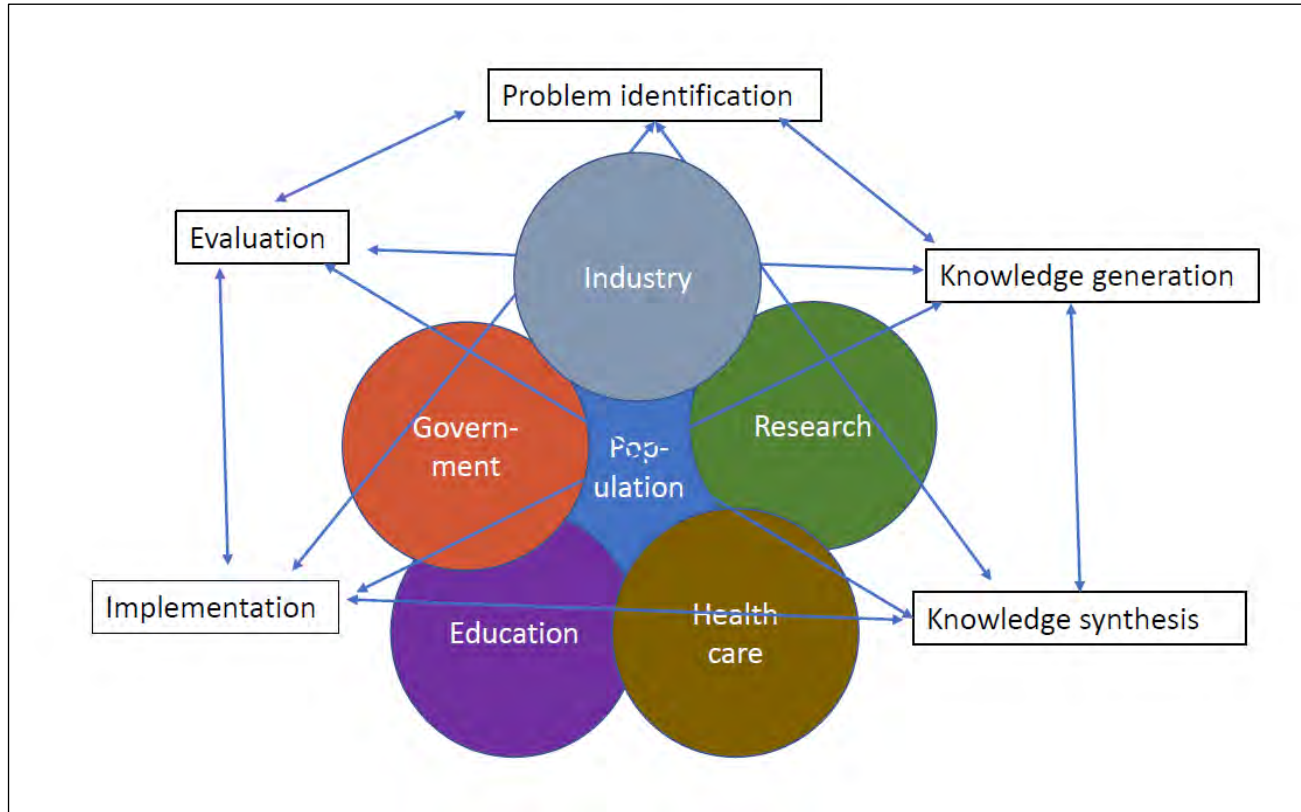 Problem identification
Evaluation
Industry
Knowledge generation
Govern-
ment
Research
Pop-
ulation
Implementation
Education
Health
care
Knowledge synthesis